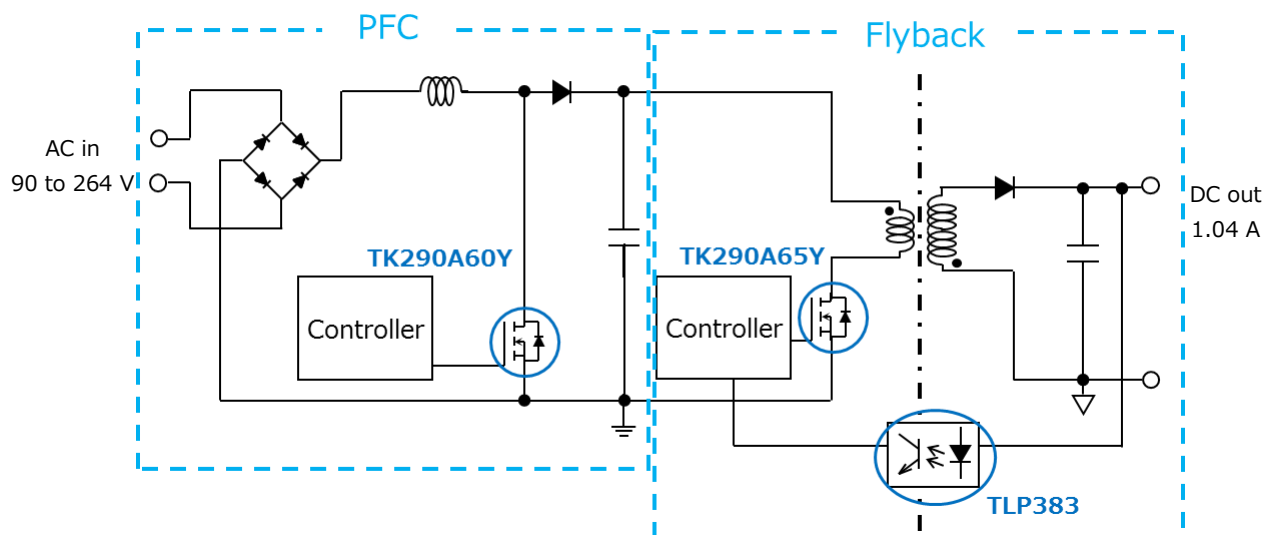 PFC
Flyback
AC in
90 to 264 V
DC out
1.04 A
TK290A60Y
TK290A65Y
Controller
Controller
TLP383